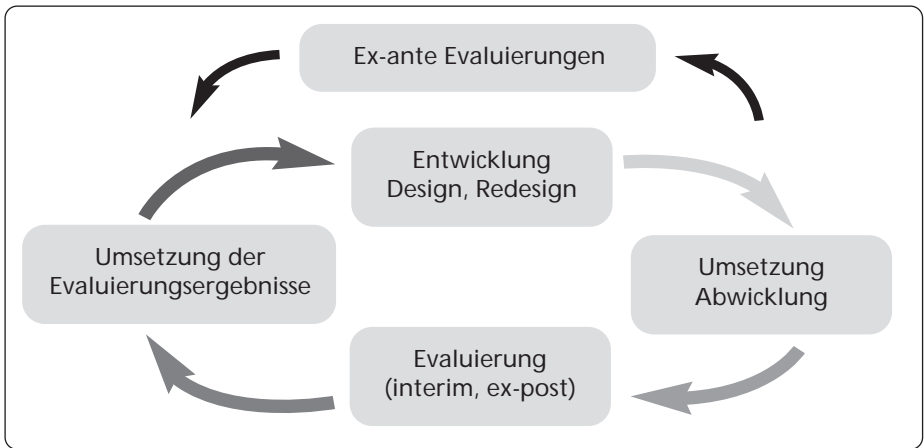 Ex-ante Evaluierungen
Entwicklung
Design, Redesign
Umsetzung der
Evaluierungsergebnisse
Umsetzung
Abwicklung
Evaluierung
(interim, ex-post)